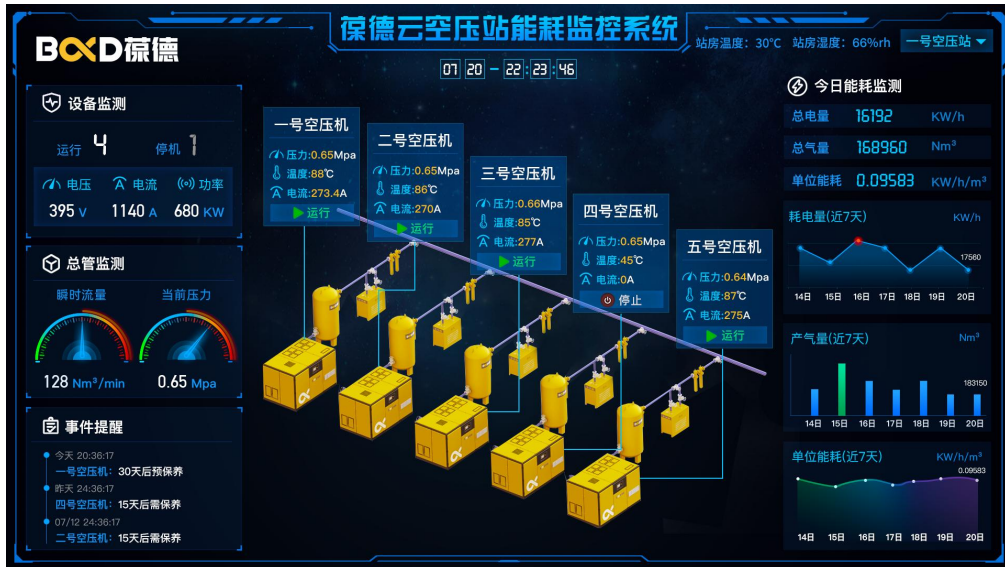 BOXD葆德
葆德云空压站能耗监控系统
站房温度：30℃ 站房湿度：66%rh 一号空压站
07 20 - 22:23:46
设备监测
运行 4 停机 1
电压 电流 功率
395 V 1140 A 680 KW
总管监测
瞬时流量 当前压力
128 Nm³/min 0.65 Mpa
事件提醒
今天 20:36:17
一号空压机：30天后预保养
昨天 24:36:17
四号空压机：15天后需保养
07/12 24:36:17
二号空压机：15天后需保养
一号空压机
压力:0.65Mpa
温度:88℃
电流:273.4A
运行
二号空压机
压力:0.65Mpa
温度:86℃
电流:270A
运行
三号空压机
压力:0.66Mpa
温度:85℃
电流:277A
运行
四号空压机
压力:0.65Mpa
温度:45℃
电流:0A
停止
五号空压机
压力:0.64Mpa
温度:87℃
电流:275A
运行
今日能耗监测
总电量 16192 KW/h
总气量 168960 Nm³
单位能耗 0.09583 KW/h/m³
耗电量(近7天) KW/h
17560
14日 15日 16日 17日 18日 19日 20日
产气量(近7天) Nm³
183150
14日 15日 16日 17日 18日 19日 20日
单位能耗(近7天) KW/h/m³
0.09583
14日 15日 16日 17日 18日 19日 20日